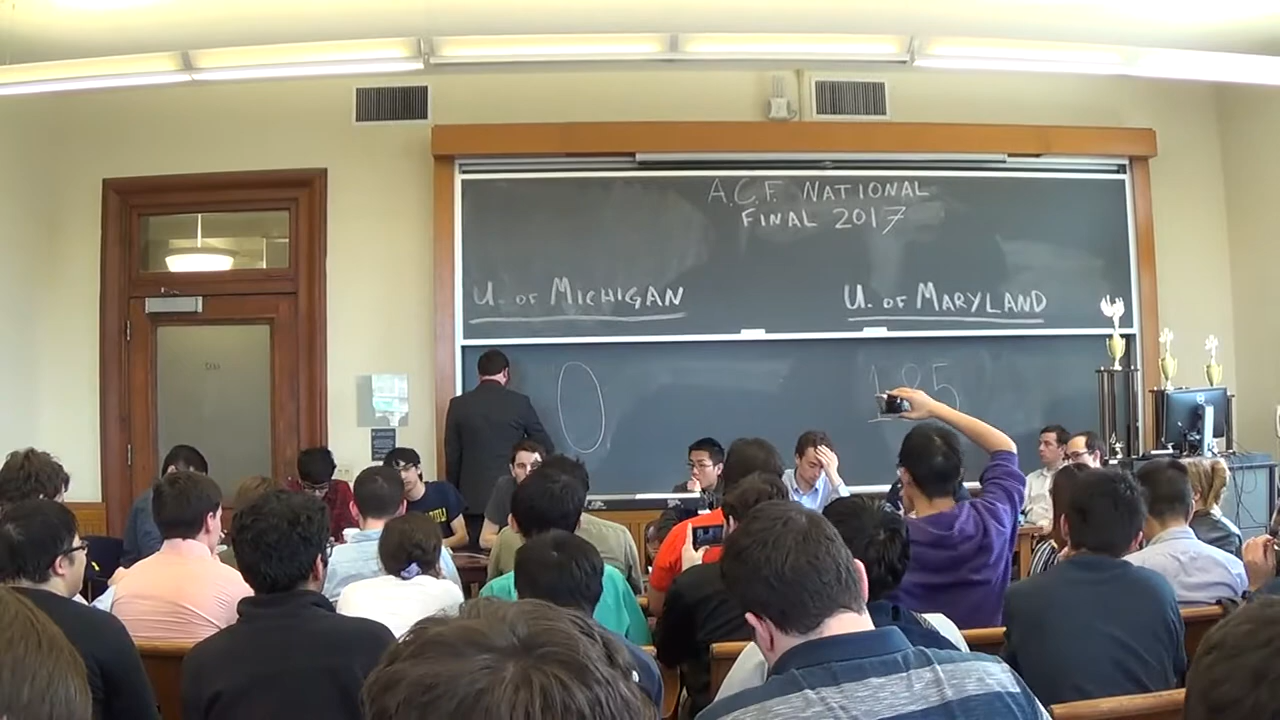 A.C.F. NATIONAL
FINAL 2017
U. OF MICHIGAN
U. OF MARYLAND
0
185